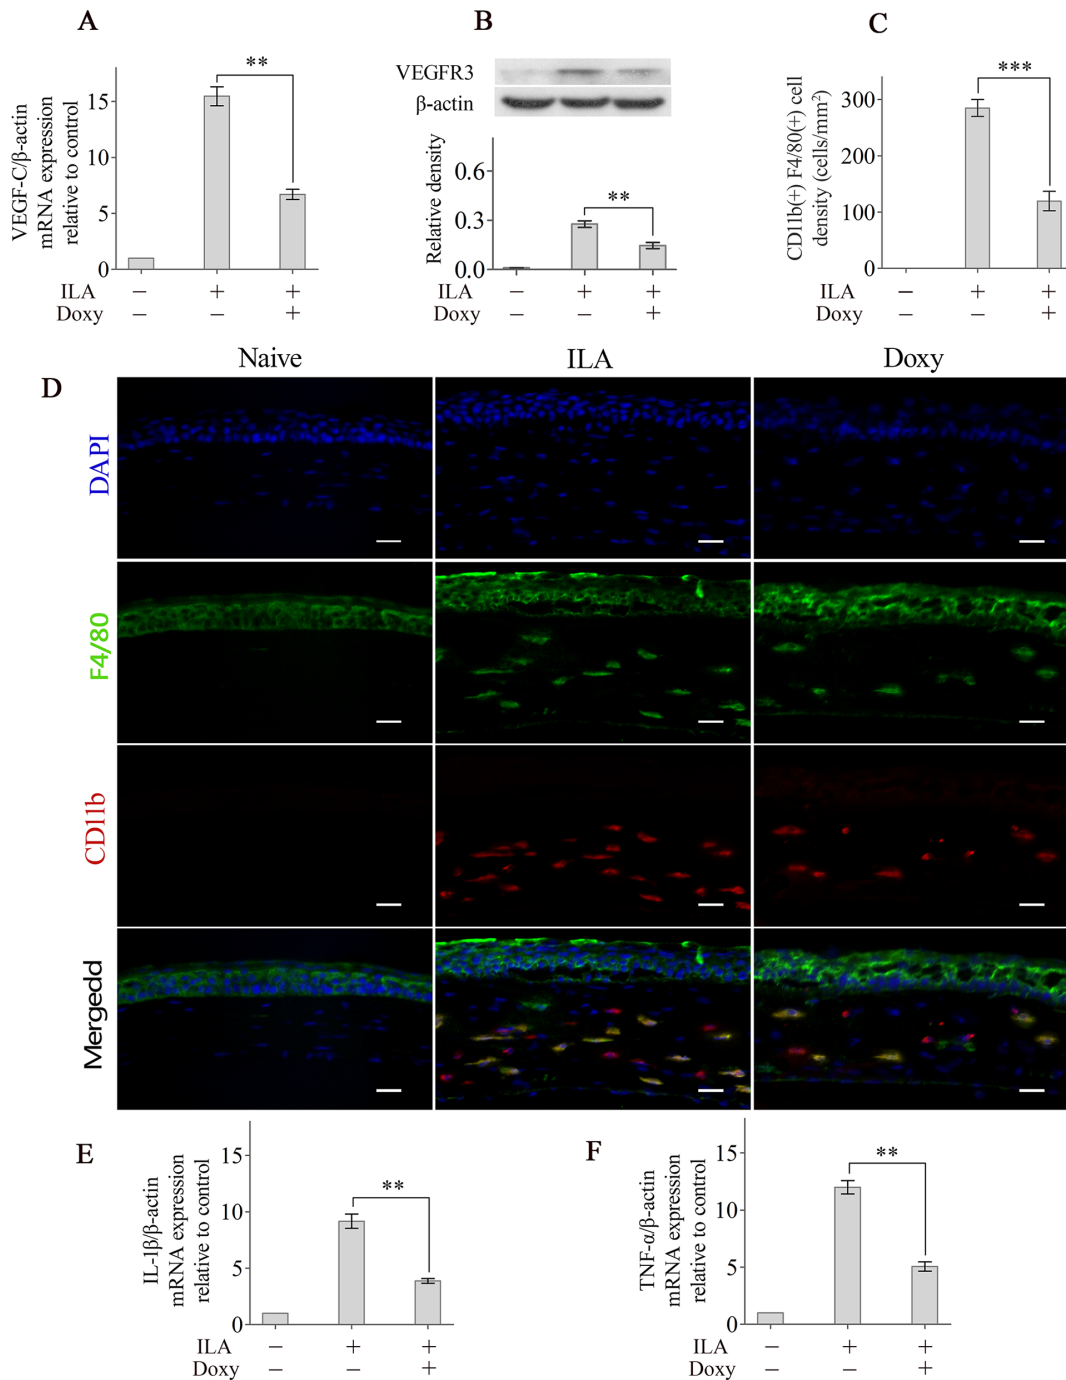 A
B
C
VEGF-C/β-actin
mRNA expression
relative to control
15
10
5
0
**
ILA − + +
Doxy − − +
VEGFR3
β-actin
Relative density
0.6
0.3
0.0
**
ILA − + +
Doxy − − +
CD11b(+) F4/80(+) cell
density (cells/mm²)
300
200
100
0
***
ILA − + +
Doxy − − +
D
Naive ILA Doxy
DAPI
F4/80
CD11b
Mergedd
E
IL-1β/β-actin
mRNA expression
relative to control
15
10
5
0
**
ILA − + +
Doxy − − +
F
TNF-α/β-actin
mRNA expression
relative to control
15
10
5
0
**
ILA − + +
Doxy − − +